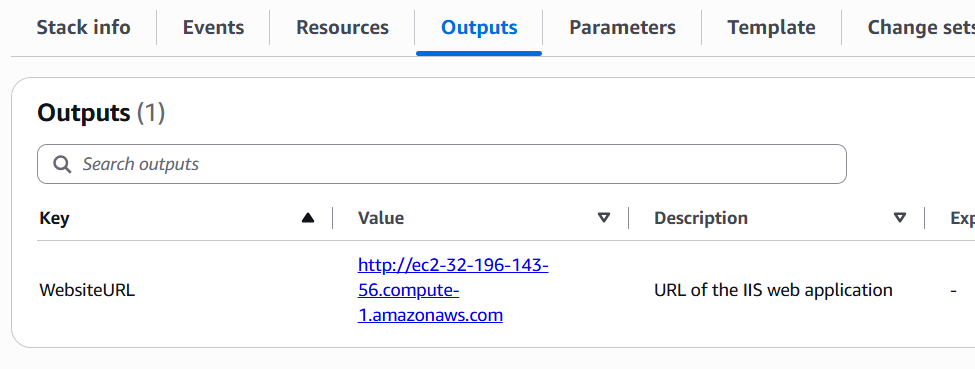 Stack info Events Resources Outputs Parameters Template Change sets
Outputs (1)
Search outputs
Key Value Description Exp
WebsiteURL http://ec2-32-196-143-56.compute-1.amazonaws.com URL of the IIS web application -